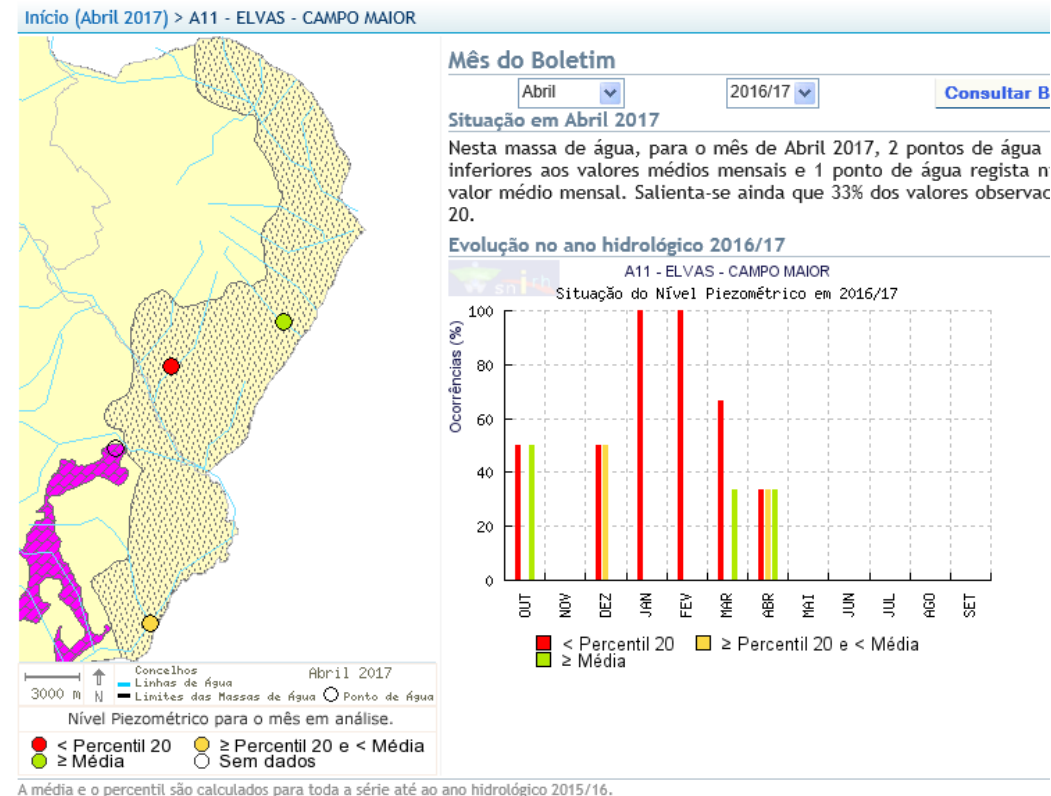 Início (Abril 2017) > A11 - ELVAS - CAMPO MAIOR
Mês do Boletim
Abril
2016/17
Consultar B
Situação em Abril 2017
Nesta massa de água, para o mês de Abril 2017, 2 pontos de água
inferiores aos valores médios mensais e 1 ponto de água regista n
valor médio mensal. Salienta-se ainda que 33% dos valores observa
20.
Evolução no ano hidrológico 2016/17
snirh
A11 - ELVAS - CAMPO MAIOR
Situação do Nível Piezométrico em 2016/17
Ocorrências (%)
100
80
60
40
20
0
OUT
NOV
DEZ
JAN
FEV
MAR
ABR
MAI
JUN
JUL
AGO
SET
< Percentil 20
≥ Percentil 20 e < Média
≥ Média
3000 m
N
Concelhos
Abril 2017
Linhas de Água
Limites das Massas de Água
Ponto de Água
Nível Piezométrico para o mês em análise.
< Percentil 20
≥ Percentil 20 e < Média
≥ Média
Sem dados
A média e o percentil são calculados para toda a série até ao ano hidrológico 2015/16.